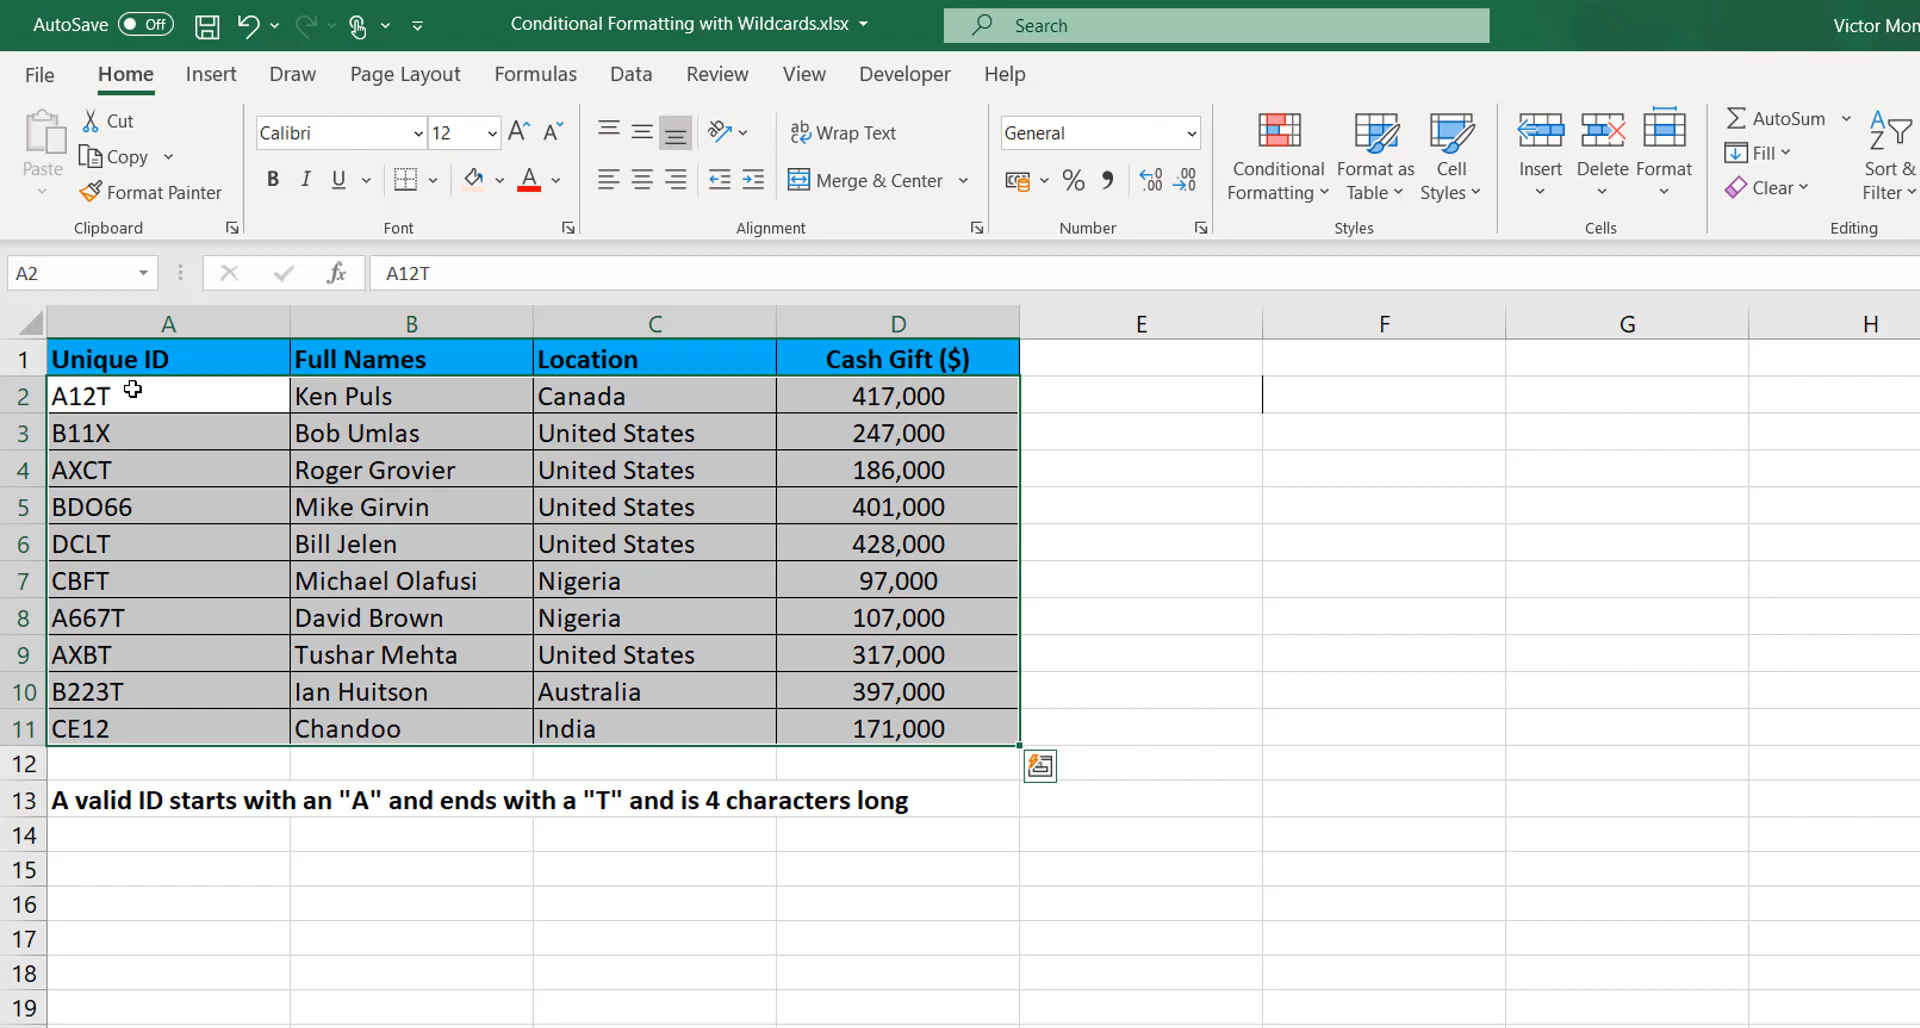 AutoSave Off Conditional Formatting with Wildcards.xlsx Search Victor Mon
File Home Insert Draw Page Layout Formulas Data Review View Developer Help
Paste Cut Copy Format Painter
Clipboard
Calibri 12 A A
B I U A
Font
ab Wrap Text
Merge & Center
Alignment
General
% 9 .00 .00
Number
Conditional Formatting
Format as Table
Cell Styles
Styles
Insert Delete Format
Cells
AutoSum
Fill
Clear
Sort & Filter
Editing
A2 fx A12T
A B C D E F G H
1 Unique ID Full Names Location Cash Gift ($)
2 A12T Ken Puls Canada 417,000
3 B11X Bob Umlas United States 247,000
4 AXCT Roger Grovier United States 186,000
5 BDO66 Mike Girvin United States 401,000
6 DCLT Bill Jelen United States 428,000
7 CBFT Michael Olafusi Nigeria 97,000
8 A667T David Brown Nigeria 107,000
9 AXBT Tushar Mehta United States 317,000
10 B223T Ian Huitson Australia 397,000
11 CE12 Chandoo India 171,000
12
13 A valid ID starts with an "A" and ends with a "T" and is 4 characters long
14
15
16
17
18
19